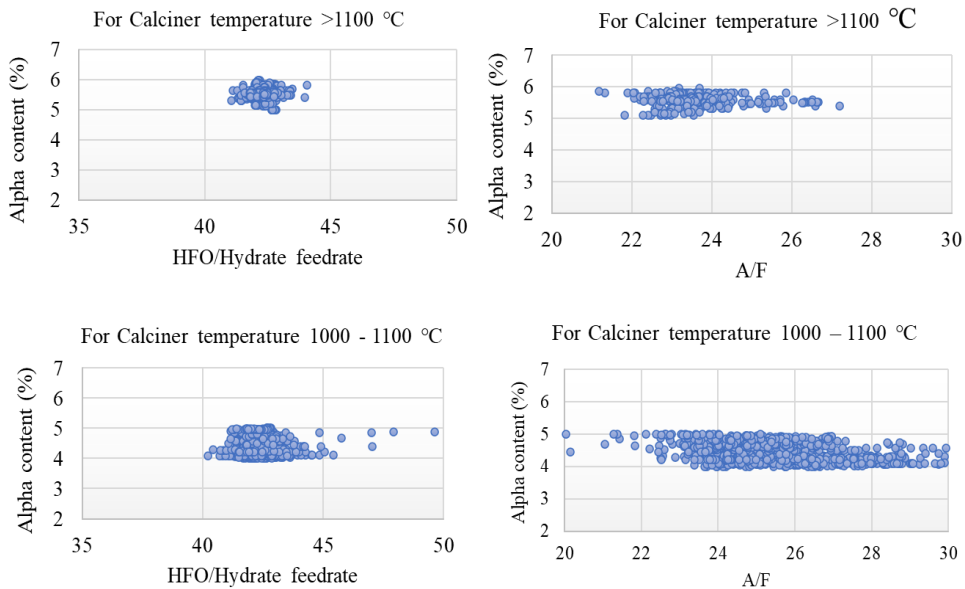 For Calciner temperature >1100 °C
Alpha content (%)
7
6
5
4
3
2
35 40 45 50
HFO/Hydrate feedrate
For Calciner temperature >1100 °C
Alpha content (%)
7
6
5
4
3
2
20 22 24 26 28 30
A/F
For Calciner temperature 1000 - 1100 °C
Alpha content (%)
7
6
5
4
3
2
35 40 45 50
HFO/Hydrate feedrate
For Calciner temperature 1000 – 1100 °C
Alpha content (%)
7
6
5
4
3
2
20 22 24 26 28 30
A/F